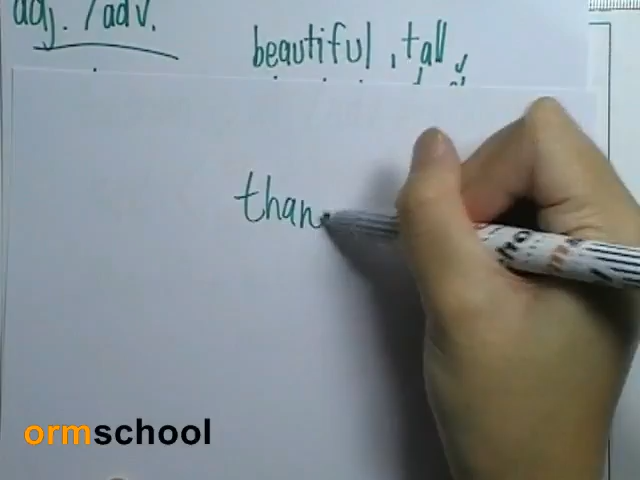 adj. / adv.
beautiful , tall ,
than
ormschool